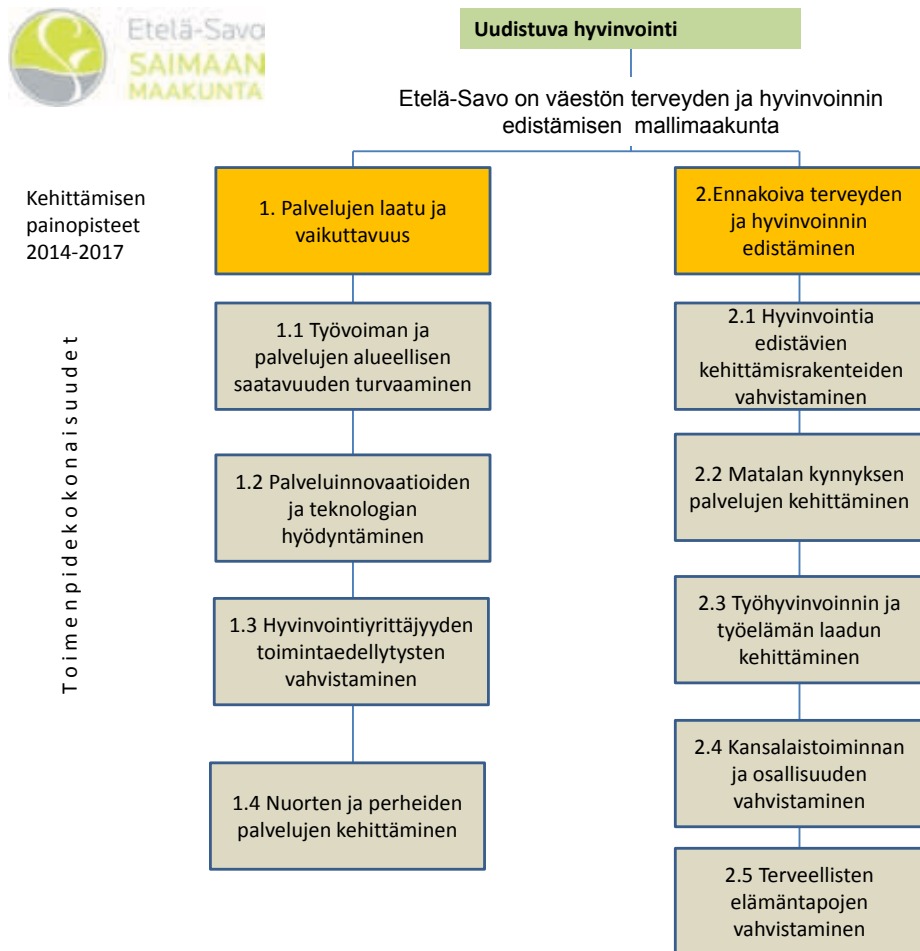 Etelä-Savo
SAIMAAN
MAAKUNTA
Uudistuva hyvinvointi
Etelä-Savo on väestön terveyden ja hyvinvoinnin
edistämisen mallimaakunta
Kehittämisen
painopisteet
2014-2017
1. Palvelujen laatu ja
vaikuttavuus
2.Ennakoiva terveyden
ja hyvinvoinnin
edistäminen
Toimenpidekokonaisuudet
1.1 Työvoiman ja
palvelujen alueellisen
saatavuuden turvaaminen
1.2 Palveluinnovaatioiden
ja teknologian
hyödyntäminen
1.3 Hyvinvointiyrittäjyyden
toimintaedellytysten
vahvistaminen
1.4 Nuorten ja perheiden
palvelujen kehittäminen
2.1 Hyvinvointia
edistävien
kehittämisrakenteiden
vahvistaminen
2.2 Matalan kynnyksen
palvelujen kehittäminen
2.3 Työhyvinvoinnin ja
työelämän laadun
kehittäminen
2.4 Kansalaistoiminnan
ja osallisuuden
vahvistaminen
2.5 Terveellisten
elämäntapojen
vahvistaminen